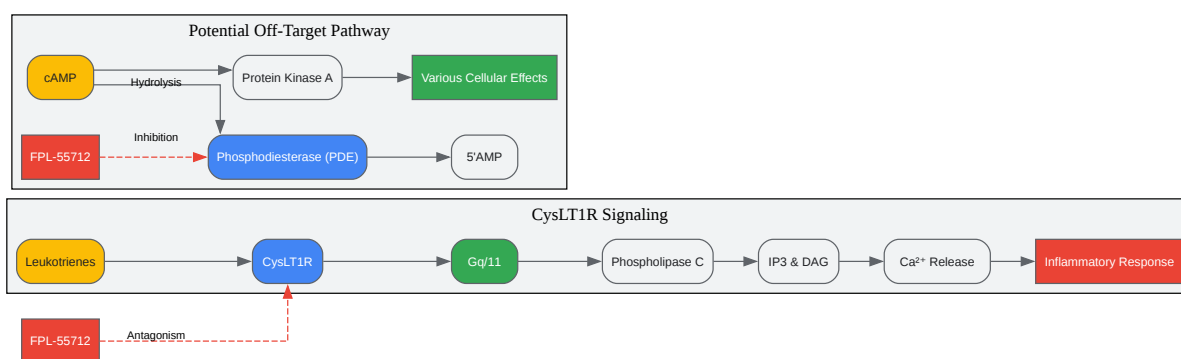 Potential Off-Target Pathway
cAMP
Hydrolysis
Protein Kinase A
Various Cellular Effects
FPL-55712
Inhibition
Phosphodiesterase (PDE)
5'AMP
CysLT1R Signaling
Leukotrienes
CysLT1R
Gq/11
Phospholipase C
IP3 & DAG
Ca²⁺ Release
Inflammatory Response
FPL-55712
Antagonism